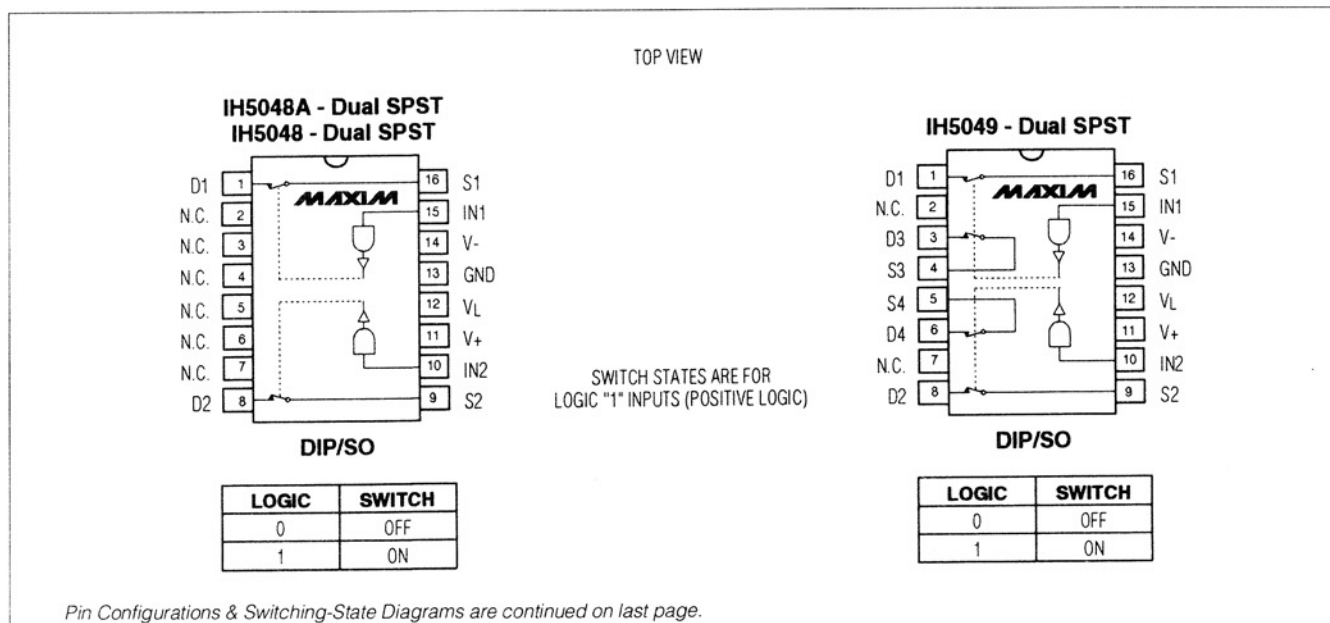 TOP VIEW
IH5048A - Dual SPST
IH5048 - Dual SPST
MAXIM
D1 1
N.C. 2
N.C. 3
N.C. 4
N.C. 5
N.C. 6
N.C. 7
D2 8
16 S1
15 IN1
14 V-
13 GND
12 VL
11 V+
10 IN2
9 S2
DIP/SO
LOGIC SWITCH
0 OFF
1 ON
SWITCH STATES ARE FOR
LOGIC "1" INPUTS (POSITIVE LOGIC)
IH5049 - Dual SPST
MAXIM
D1 1
N.C. 2
D3 3
S3 4
S4 5
D4 6
N.C. 7
D2 8
16 S1
15 IN1
14 V-
13 GND
12 VL
11 V+
10 IN2
9 S2
DIP/SO
LOGIC SWITCH
0 OFF
1 ON
Pin Configurations & Switching-State Diagrams are continued on last page.